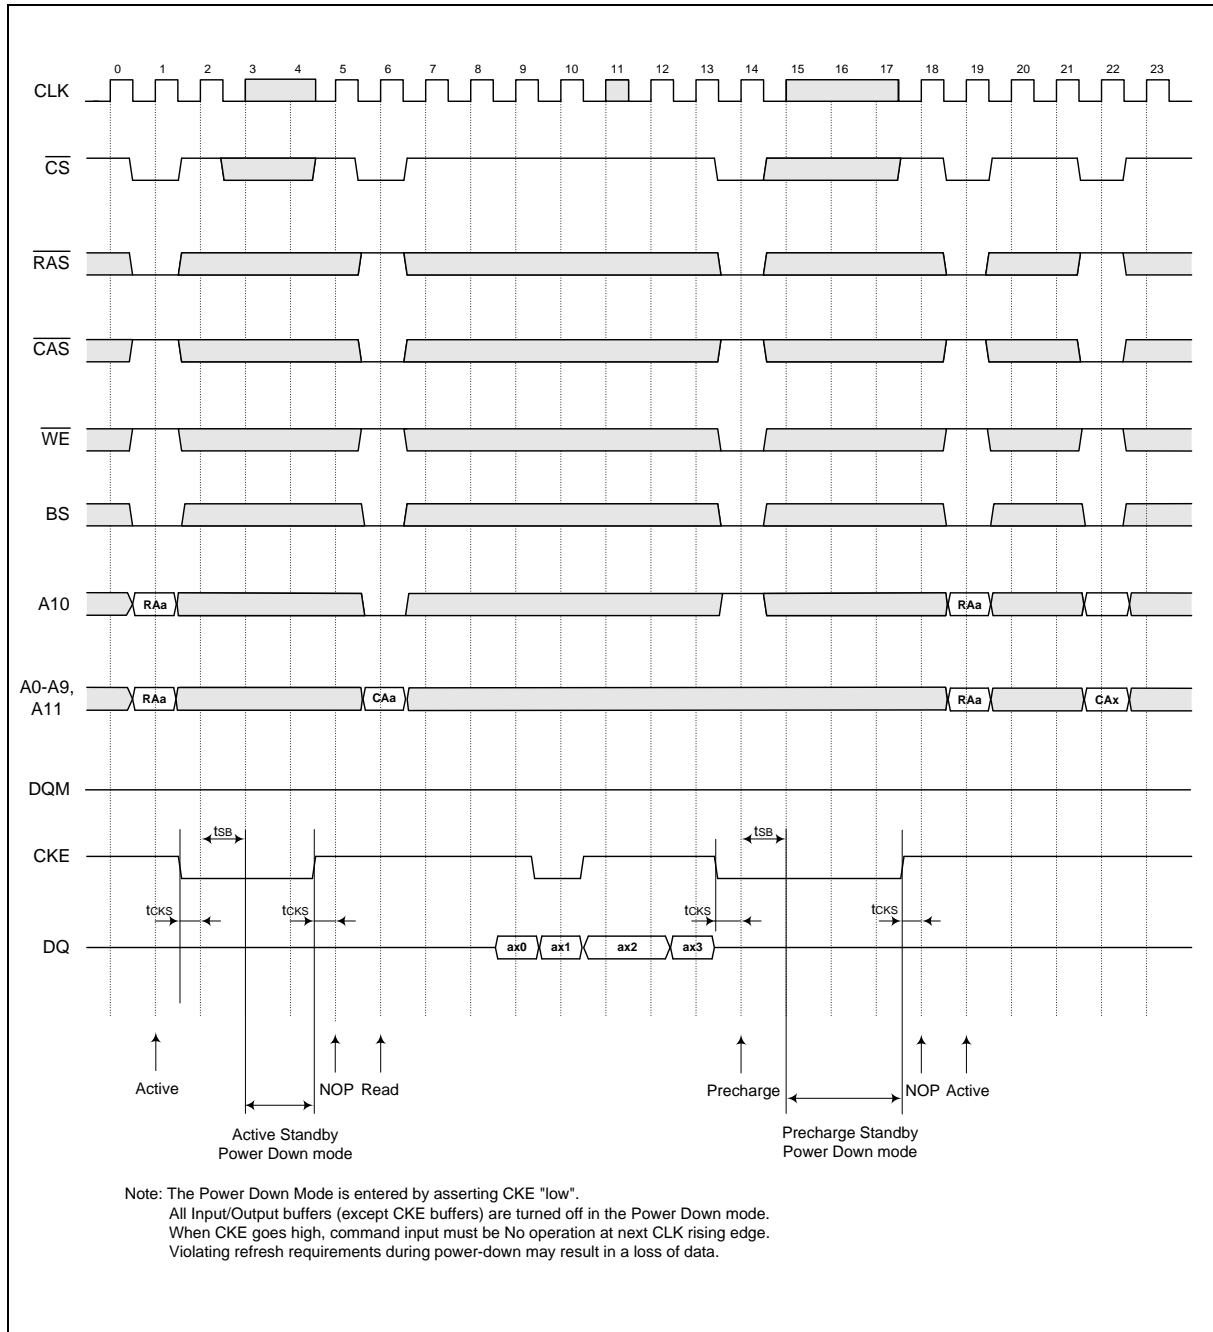 0 1 2 3 4 5 6 7 8 9 10 11 12 13 14 15 16 17 18 19 20 21 22 23
CLK
CS
RAS
CAS
WE
BS
A10 RAa RAa
A0-A9,
A11 RAa CAa RAa CAx
DQM
tSB tSB
CKE
tCKS tCKS tCKS tCKS
DQ ax0 ax1 ax2 ax3
Active NOP Read Precharge NOP Active
Active Standby
Power Down mode
Precharge Standby
Power Down mode
Note: The Power Down Mode is entered by asserting CKE "low".
All Input/Output buffers (except CKE buffers) are turned off in the Power Down mode.
When CKE goes high, command input must be No operation at next CLK rising edge.
Violating refresh requirements during power-down may result in a loss of data.